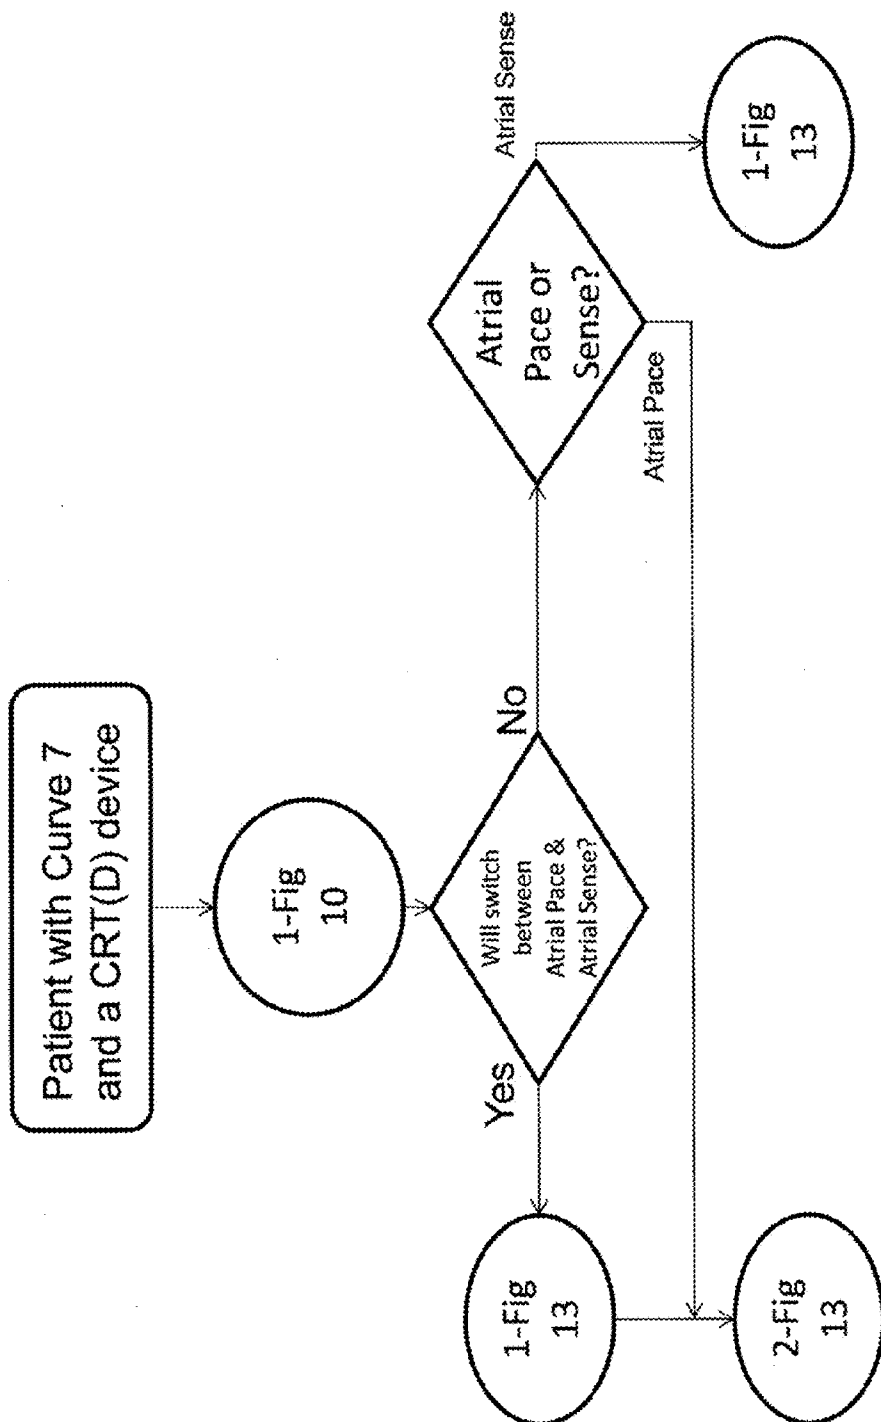 Patient with Curve 7
and a CRT(D) device
1-Fig
10
Will switch
between
Atrial Pace &
Atrial Sense?
Yes
No
1-Fig
13
2-Fig
13
Atrial
Pace or
Sense?
Atrial Pace
Atrial Sense
1-Fig
13